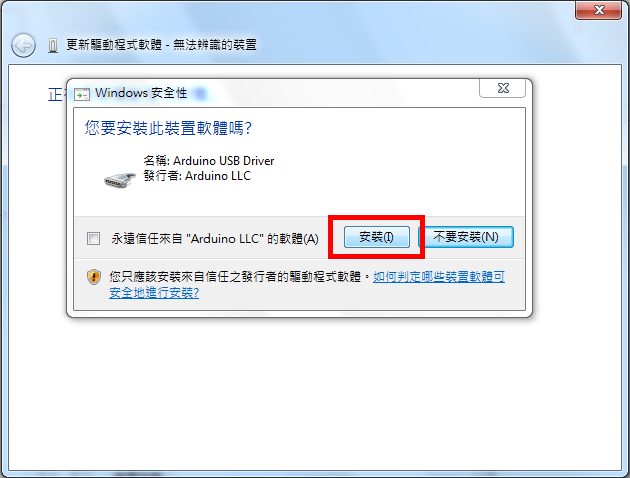 更新驅動程式軟體 - 無法辨識的裝置
Windows 安全性
您要安裝此裝置軟體嗎?
名稱: Arduino USB Driver
發行者: Arduino LLC
永遠信任來自 "Arduino LLC" 的軟體(A)
安裝(I)
不要安裝(N)
您只應該安裝來自信任之發行者的驅動程式軟體。如何判定哪些裝置軟體可
安全地進行安裝?